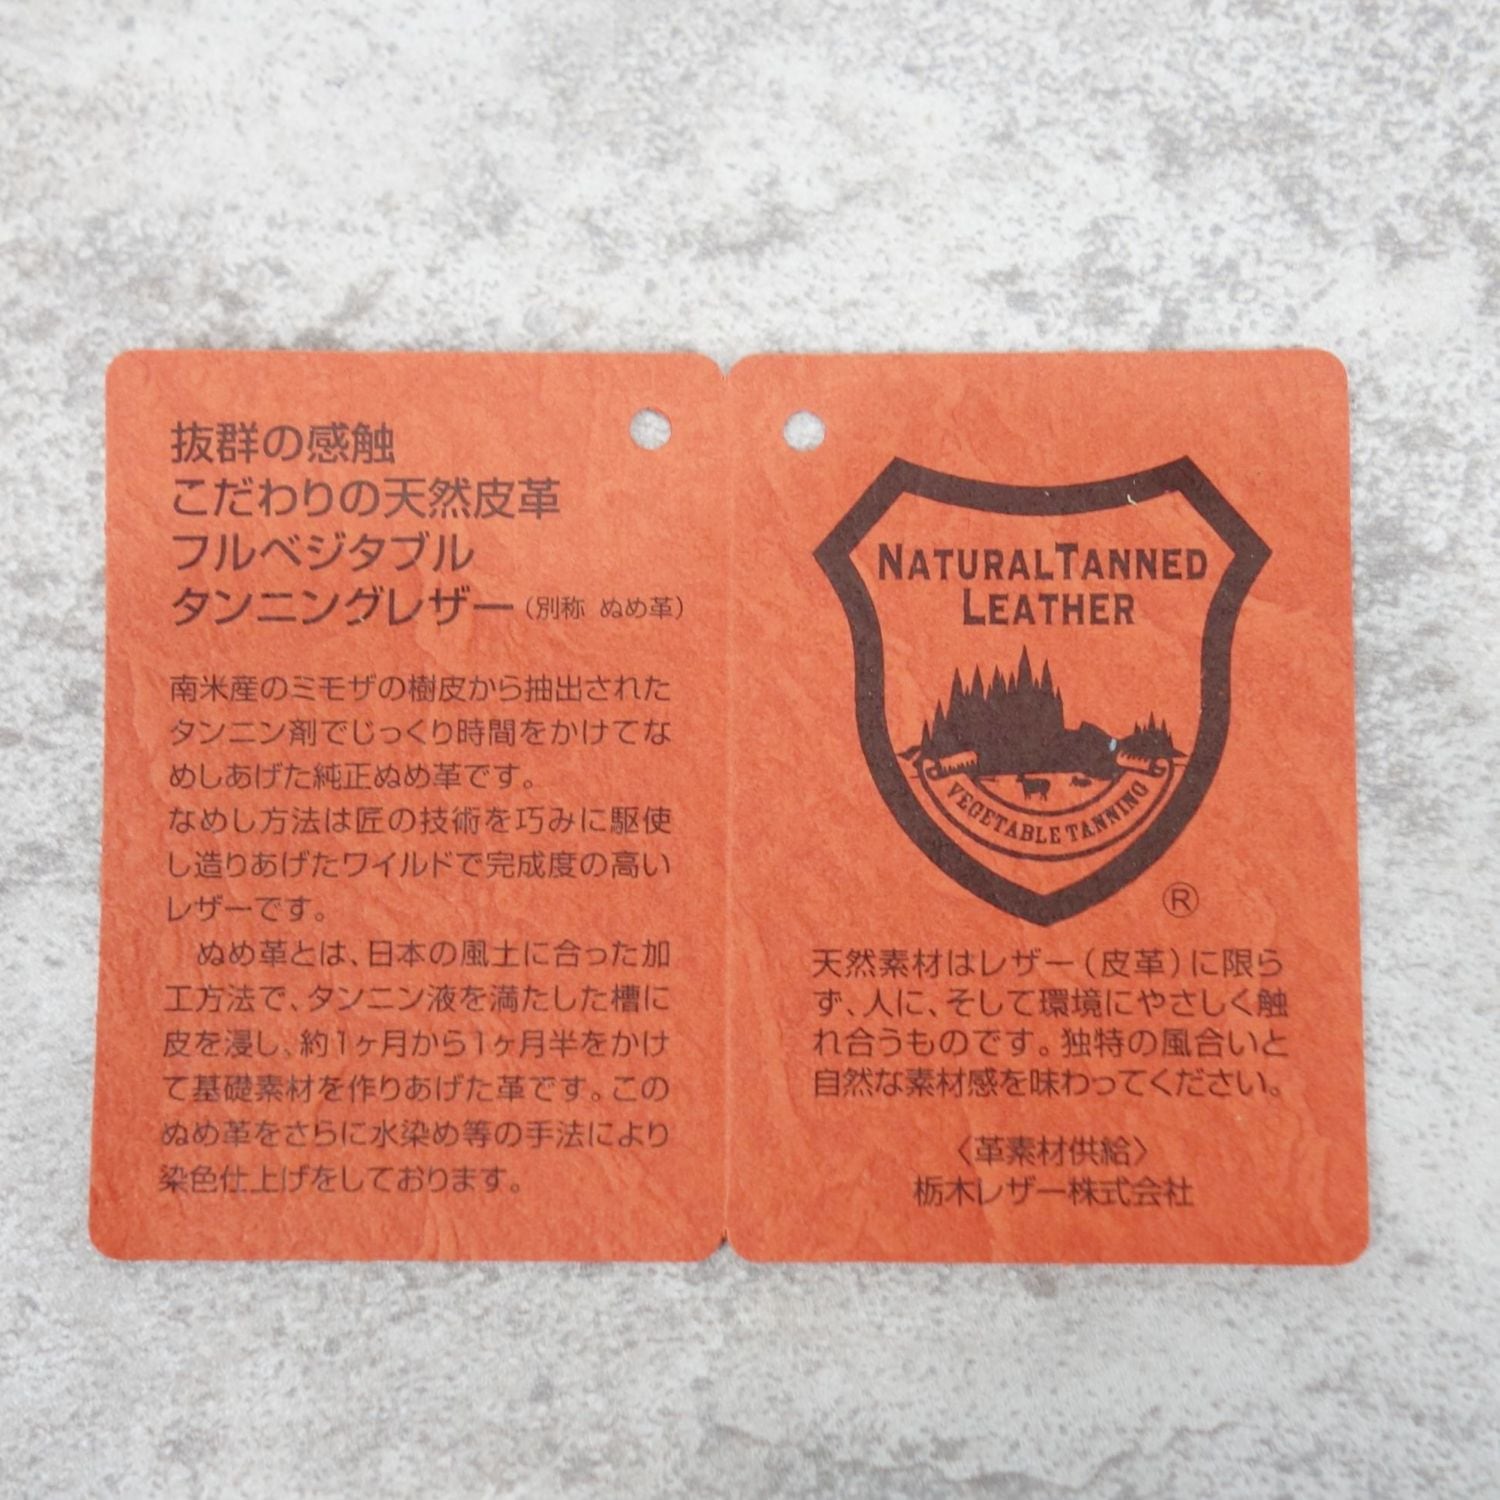 抜群の感触
こだわりの天然皮革
フルベジタブル
タンニングレザー（別称 ぬめ革）
南米産のミモザの樹皮から抽出された
タンニン剤でじっくり時間をかけてな
めしあげた純正ぬめ革です。
なめし方法は匠の技術を巧みに駆使
し造りあげたワイルドで完成度の高い
レザーです。
　ぬめ革とは、日本の風土に合った加
工方法で、タンニン液を満たした槽に
皮を浸し、約1ヶ月から1ヶ月半をかけ
て基礎素材を作りあげた革です。この
ぬめ革をさらに水染め等の手法により
染色仕上げをしております。
NATURAL TANNED
LEATHER
VEGETABLE TANNING
®
天然素材はレザー（皮革）に限ら
ず、人に、そして環境にやさしく触
れ合うものです。独特の風合いと
自然な素材感を味わってください。
〈革素材供給〉
栃木レザー株式会社